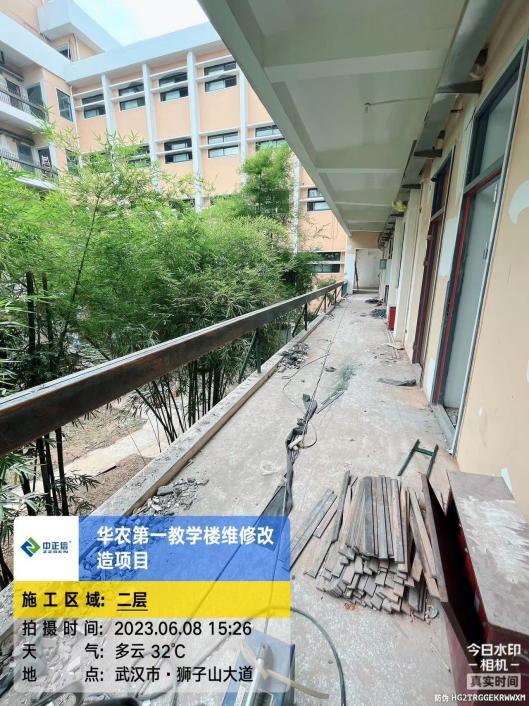 中正信
ZZXCN
华农第一教学楼维修改
造项目
施工区域: 二层
拍摄时间: 2023.06.08 15:26
天 气: 多云 32℃
地 点: 武汉市·狮子山大道
今日水印
-相机-
真实时间
防伪 HG2TRGGEKRWWXM